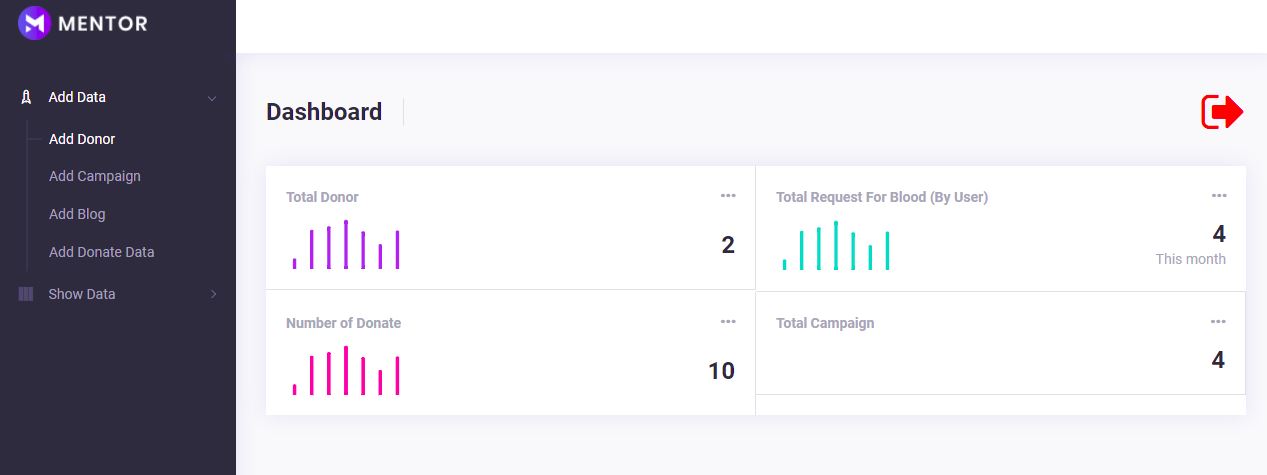 MENTOR
Add Data
Add Donor
Add Campaign
Add Blog
Add Donate Data
Show Data
Dashboard
Total Donor
2
Total Request For Blood (By User)
4
This month
Number of Donate
10
Total Campaign
4